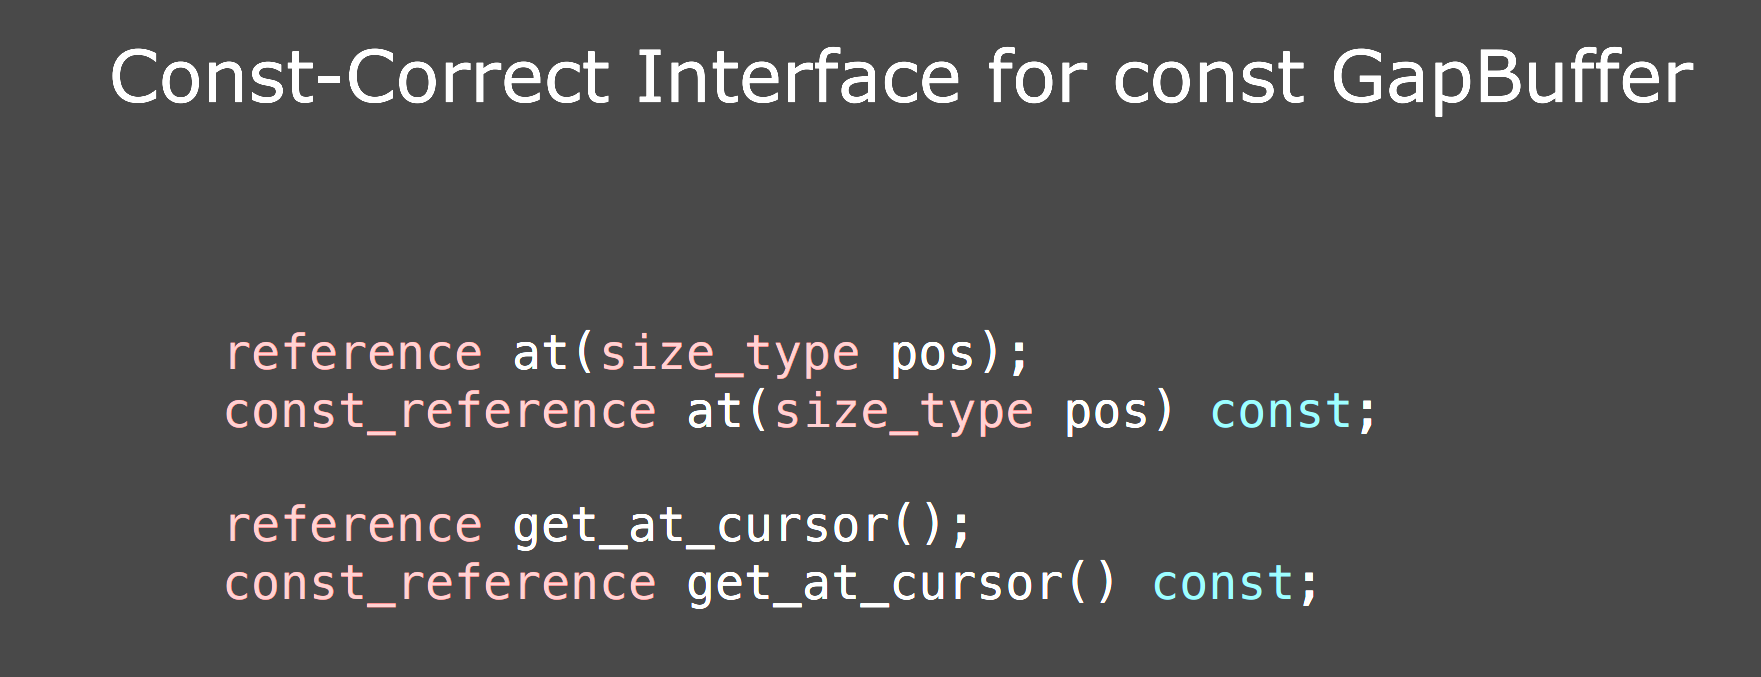 Const-Correct Interface for const GapBuffer
reference at(size_type pos);
const_reference at(size_type pos) const;
reference get_at_cursor();
const_reference get_at_cursor() const;